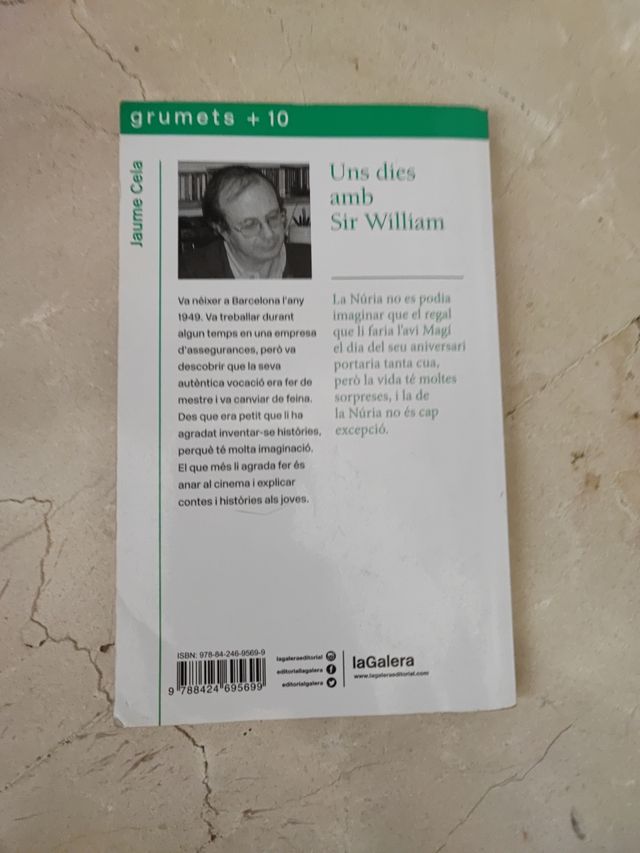 grumets + 10
Jaume Cela
Uns dies
amb
Sir William
Va néixer a Barcelona l'any
1949. Va treballar durant
algun temps en una empresa
d'assegurances, però va
descobrir que la seva
autèntica vocació era fer de
mestre i va canviar de feina.
Des que era petit que li ha
agradat inventar-se històries,
perquè té molta imaginació.
El que més li agrada fer és
anar al cinema i explicar
contes i històries als joves.
La Núria no es podia
imaginar que el regal
que li faria l'avi Magí
el dia del seu aniversari
portaria tanta cua,
però la vida té moltes
sorpreses, i la de
la Núria no és cap
excepció.
ISBN: 978-84-246-9569-9
9 788424 695699
lagaleraeditorial
editoriallagalera
editorialgalera
laGalera
www.lagaleraeditorial.com